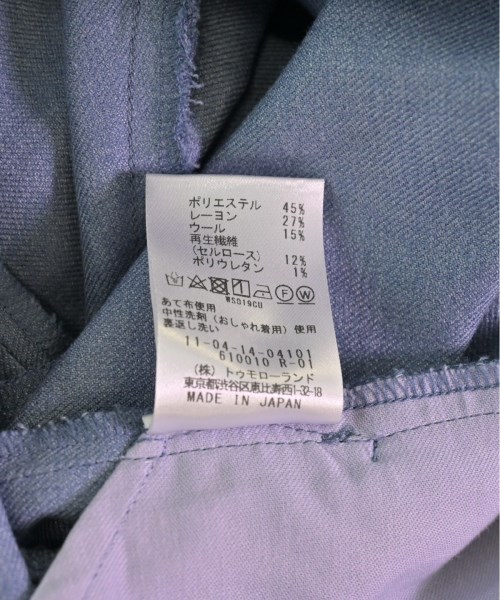 ポリエステル 45%
レーヨン 27%
ウール 15%
再生繊維
(セルロース) 12%
ポリウレタン 1%
WS019CU
あて布使用
中性洗剤(おしゃれ着用)使用
裏返し洗い
11-04-14-04101
610010 R-01
(株)トゥモローランド
東京都渋谷区恵比寿西1-32-18
MADE IN JAPAN